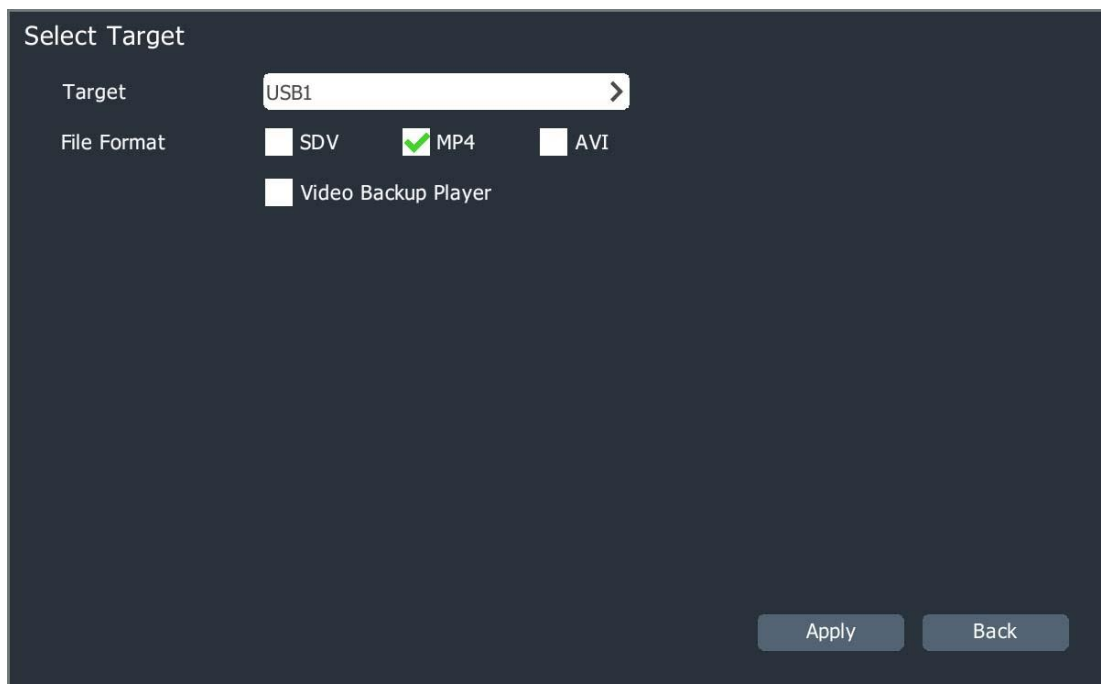 Select Target
Target USB1
File Format SDV MP4 AVI
Video Backup Player
Apply Back